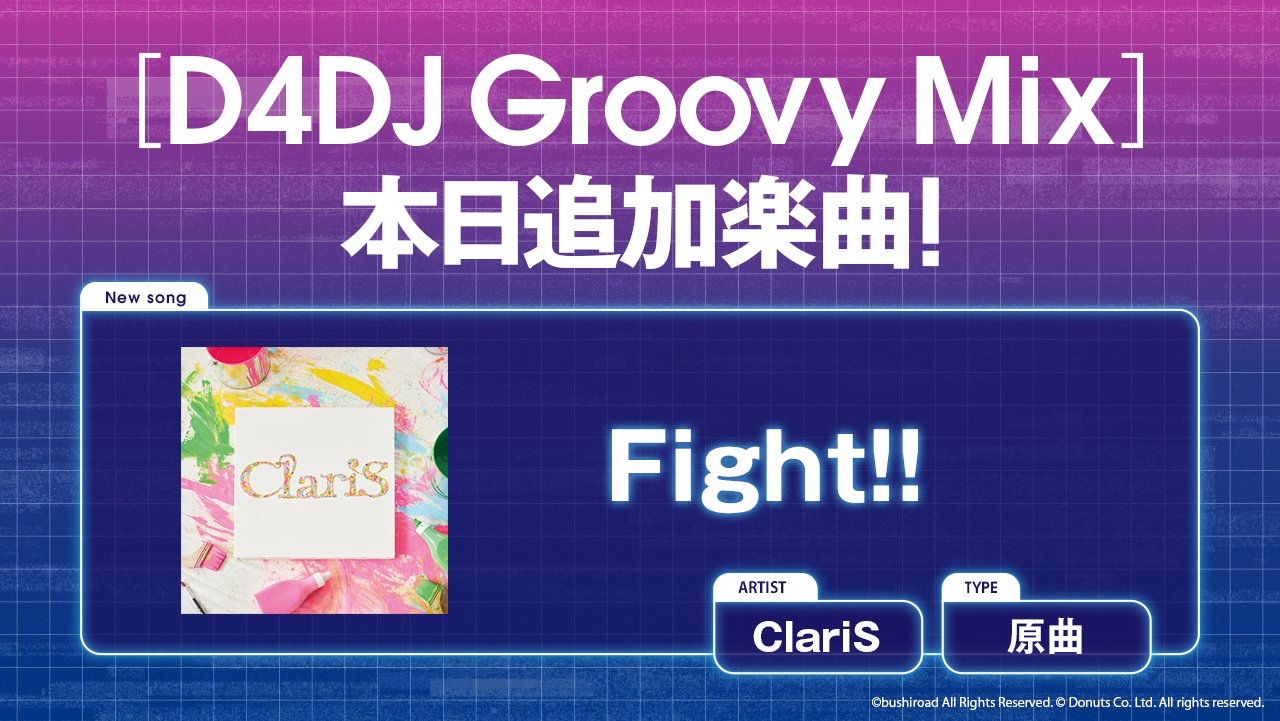 [D4DJ Groovy Mix]
本日追加楽曲!
New song
ClariS
Fight!!
ARTIST
ClariS
TYPE
原曲
©bushiroad All Rights Reserved. © Donuts Co. Ltd. All rights reserved.